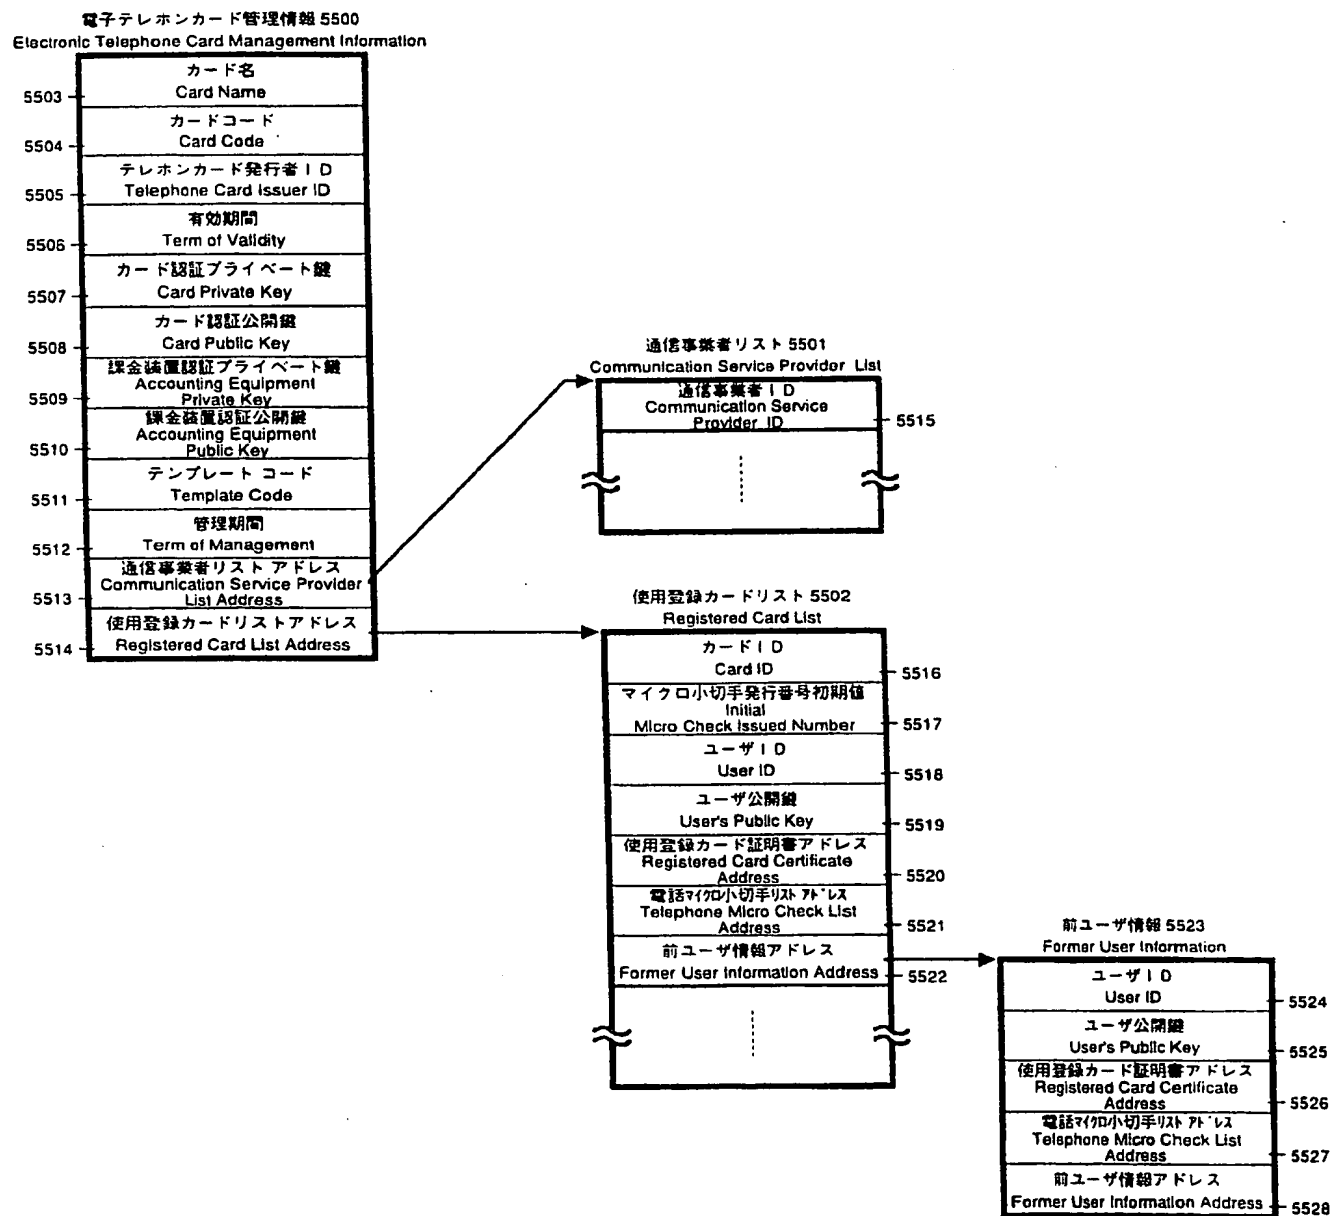 電子テレホンカード管理情報 5500
Electronic Telephone Card Management Information
カード名
Card Name
5503
カードコード
Card Code
5504
テレホンカード発行者ID
Telephone Card Issuer ID
5505
有効期間
Term of Validity
5506
カード認証プライベート鍵
Card Private Key
5507
カード認証公開鍵
Card Public Key
5508
課金装置認証プライベート鍵
Accounting Equipment
Private Key
5509
課金装置認証公開鍵
Accounting Equipment
Public Key
5510
テンプレート コード
Template Code
5511
管理期間
Term of Management
5512
通信事業者リスト アドレス
Communication Service Provider
List Address
5513
使用登録カードリストアドレス
Registered Card List Address
5514
通信事業者リスト 5501
Communication Service Provider List
通信事業者ID
Communication Service
Provider ID
5515
使用登録カードリスト 5502
Registered Card List
カードID
Card ID
5516
マイクロ小切手発行番号初期値
Initial
Micro Check Issued Number
5517
ユーザID
User ID
5518
ユーザ公開鍵
User's Public Key
5519
使用登録カード証明書アドレス
Registered Card Certificate
Address
5520
電話マイクロ小切手リスト アドレス
Telephone Micro Check List
Address
5521
前ユーザ情報アドレス
Former User Information Address
5522
前ユーザ情報 5523
Former User Information
ユーザID
User ID
5524
ユーザ公開鍵
User's Public Key
5525
使用登録カード証明書アドレス
Registered Card Certificate
Address
5526
電話マイクロ小切手リスト アドレス
Telephone Micro Check List
Address
5527
前ユーザ情報アドレス
Former User Information Address
5528